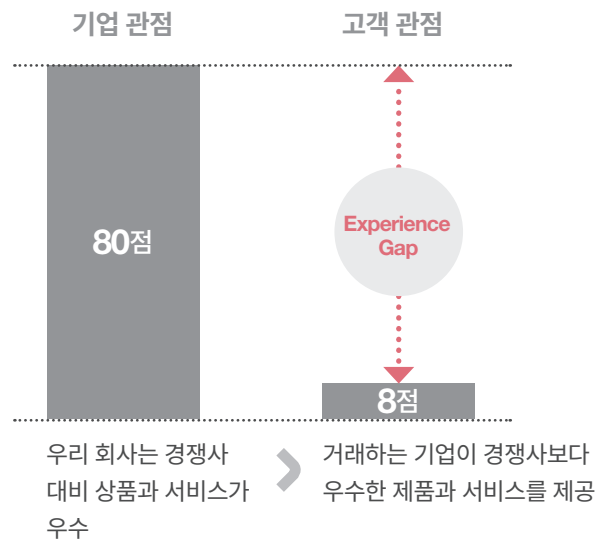 기업 관점
고객 관점
80점
Experience
Gap
8점
우리 회사는 경쟁사
대비 상품과 서비스가
우수
거래하는 기업이 경쟁사보다
우수한 제품과 서비스를 제공